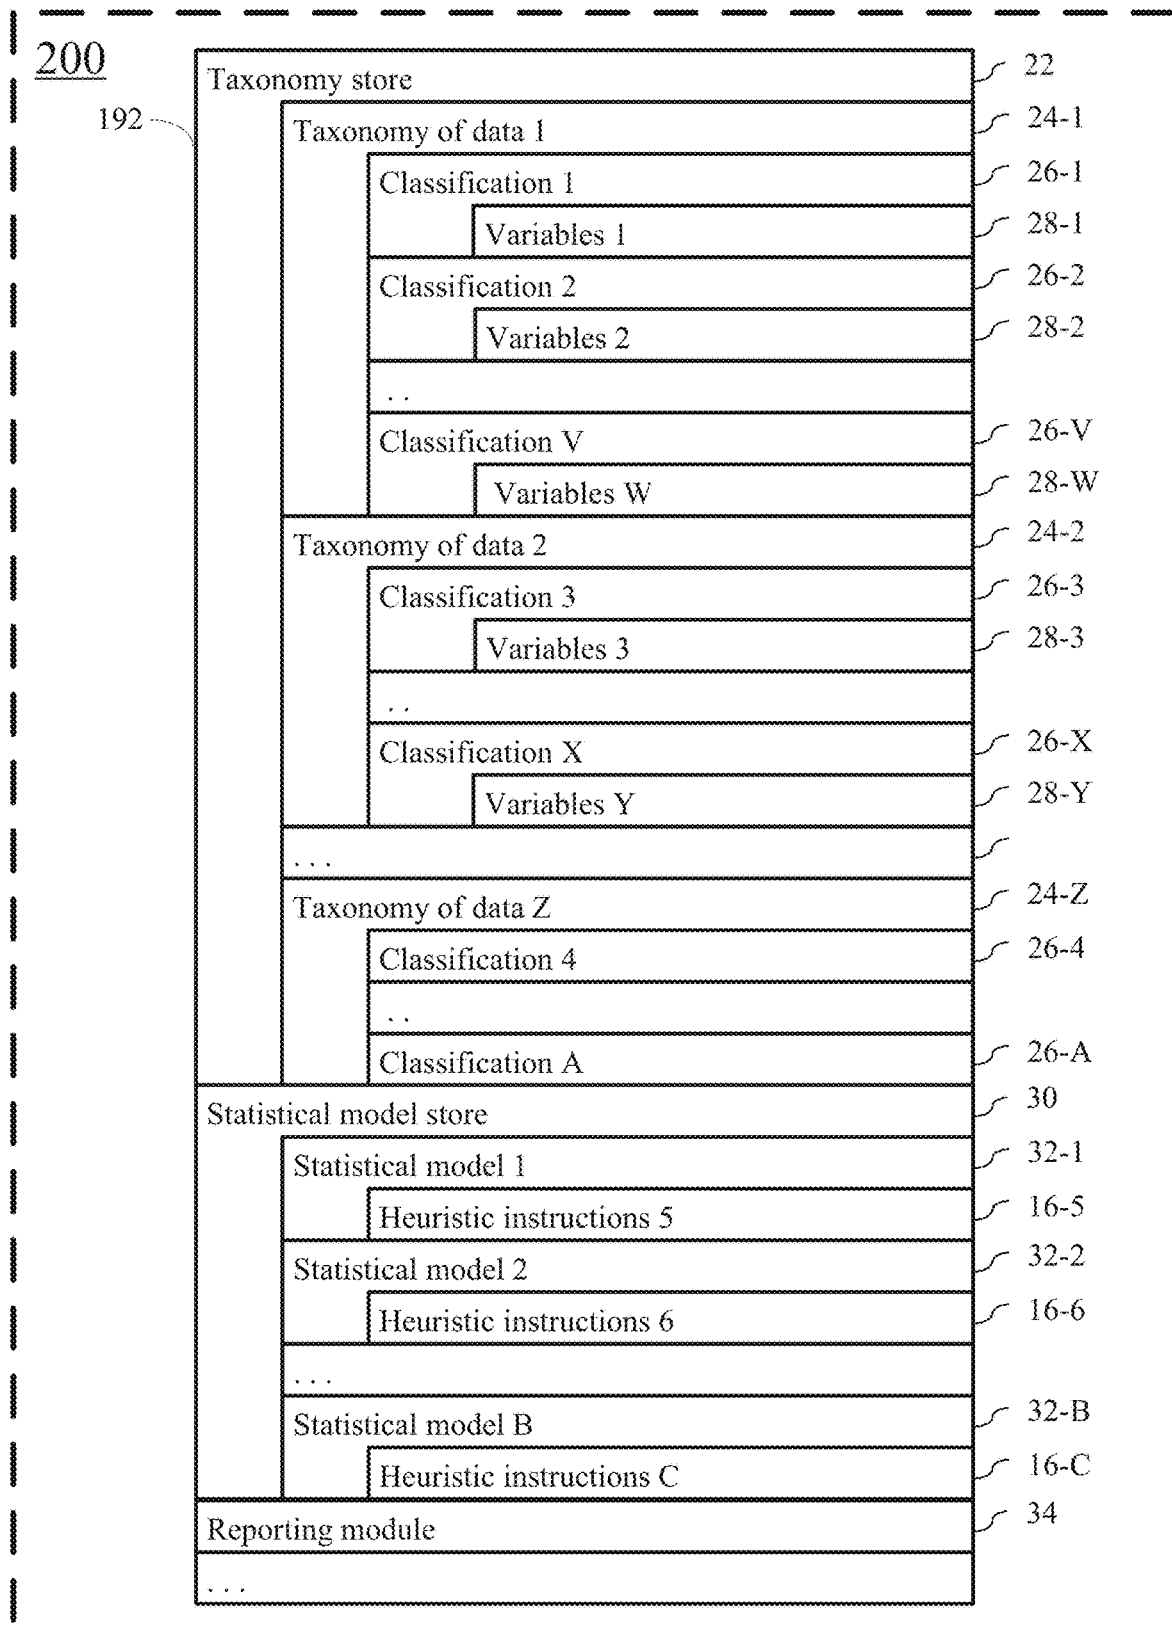 200
Taxonomy store 22
192
Taxonomy of data 1 24-1
Classification 1 26-1
Variables 1 28-1
Classification 2 26-2
Variables 2 28-2
. .
Classification V 26-V
Variables W 28-W
Taxonomy of data 2 24-2
Classification 3 26-3
Variables 3 28-3
. .
Classification X 26-X
Variables Y 28-Y
. . .
Taxonomy of data Z 24-Z
Classification 4 26-4
. .
Classification A 26-A
Statistical model store 30
Statistical model 1 32-1
Heuristic instructions 5 16-5
Statistical model 2 32-2
Heuristic instructions 6 16-6
. . .
Statistical model B 32-B
Heuristic instructions C 16-C
Reporting module 34
. . .